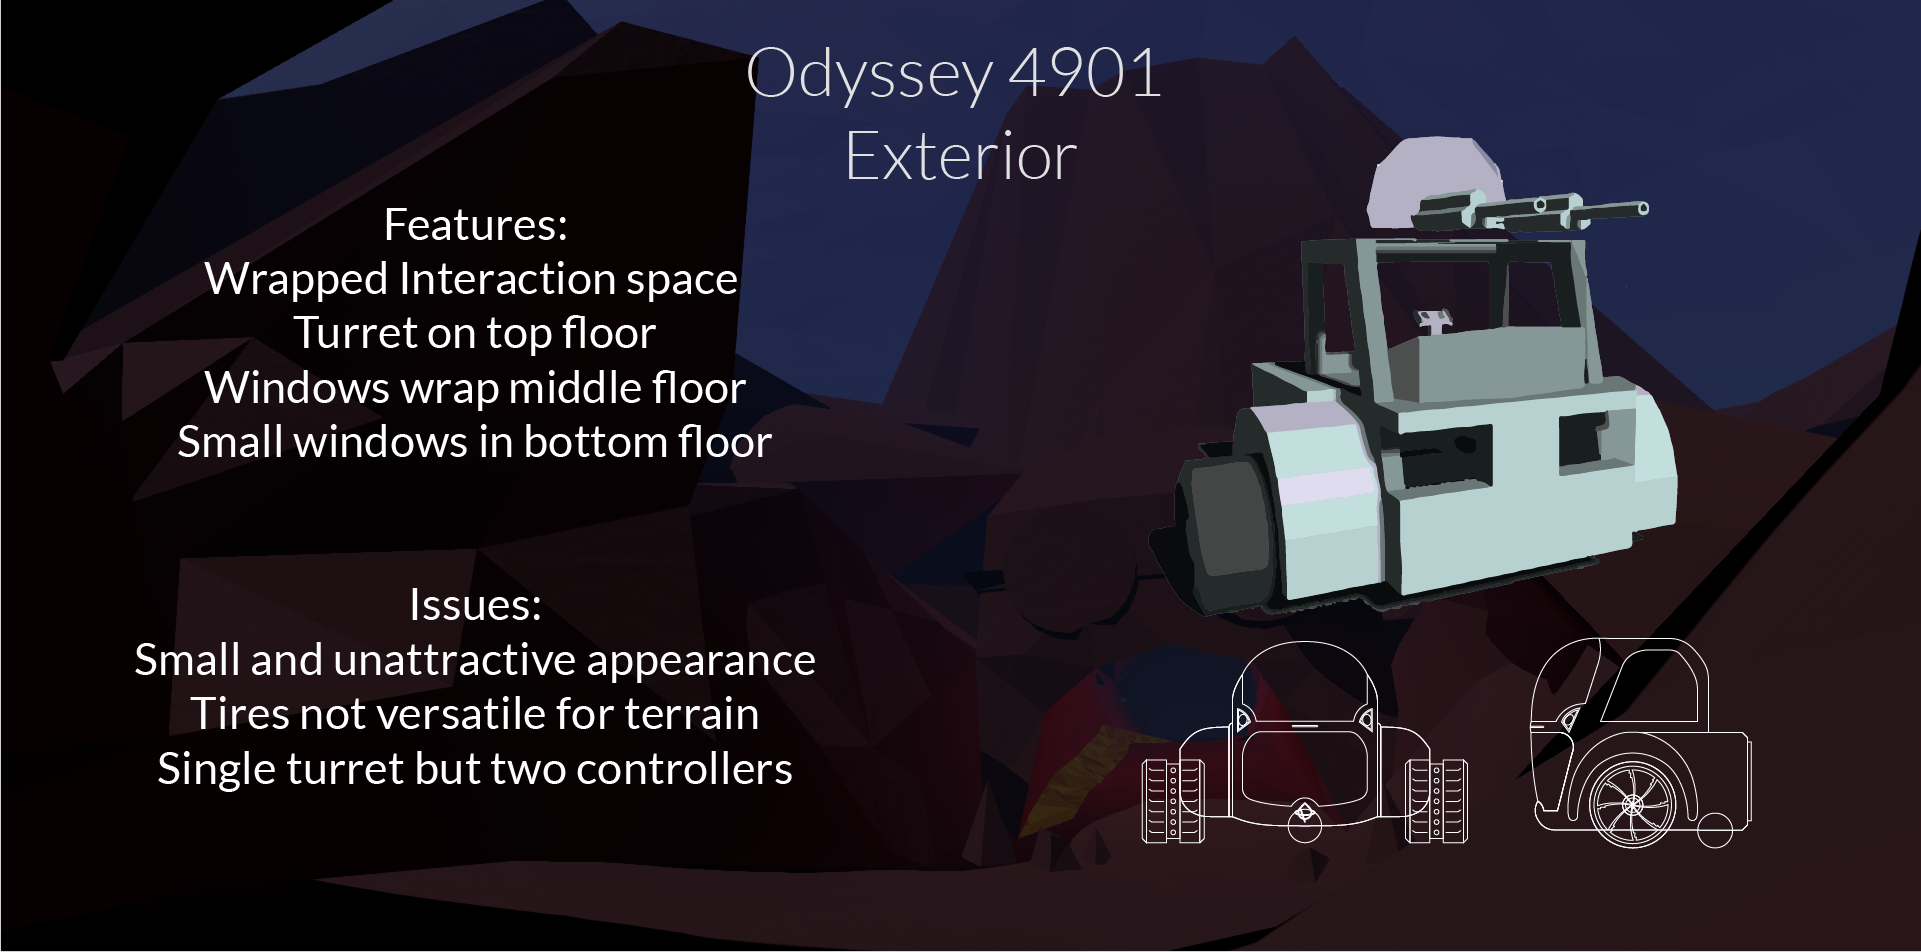 Odyssey 4901
Exterior
Features:
Wrapped Interaction space
Turret on top floor
Windows wrap middle floor
Small windows in bottom floor
Issues:
Small and unattractive appearance
Tires not versatile for terrain
Single turret but two controllers